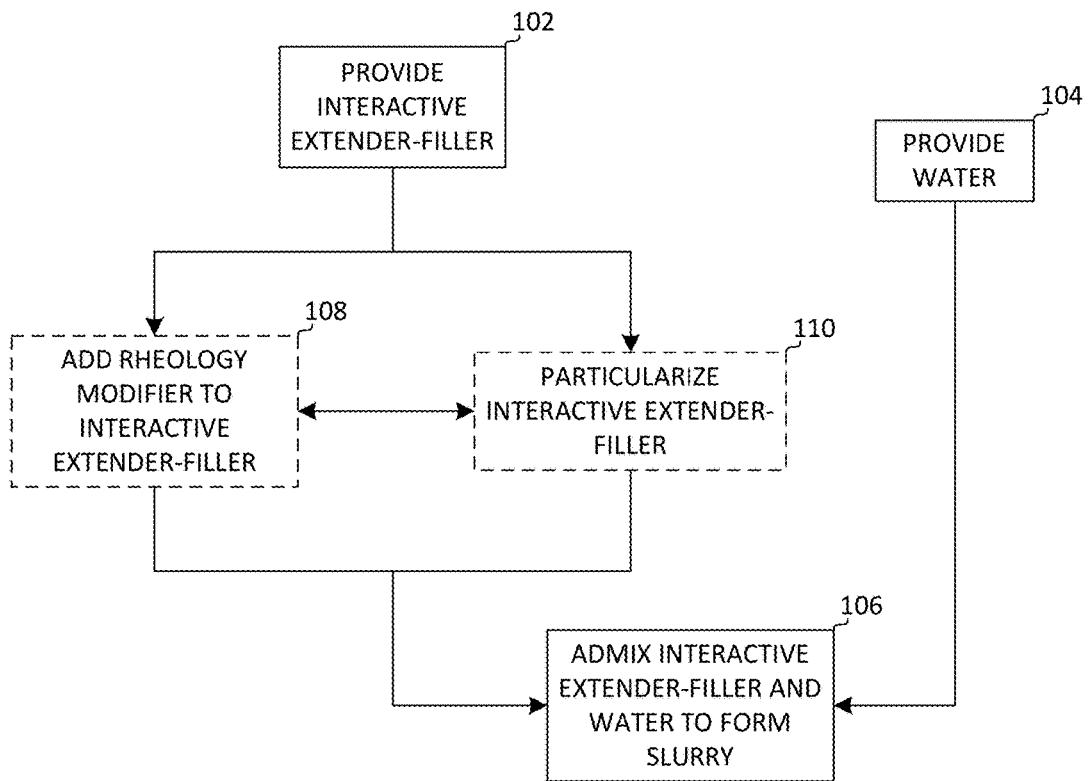 102
PROVIDE
INTERACTIVE
EXTENDER-FILLER
104
PROVIDE
WATER
108
ADD RHEOLOGY
MODIFIER TO
INTERACTIVE
EXTENDER-FILLER
110
PARTICULARIZE
INTERACTIVE EXTENDER-
FILLER
106
ADMIX INTERACTIVE
EXTENDER-FILLER AND
WATER TO FORM
SLURRY